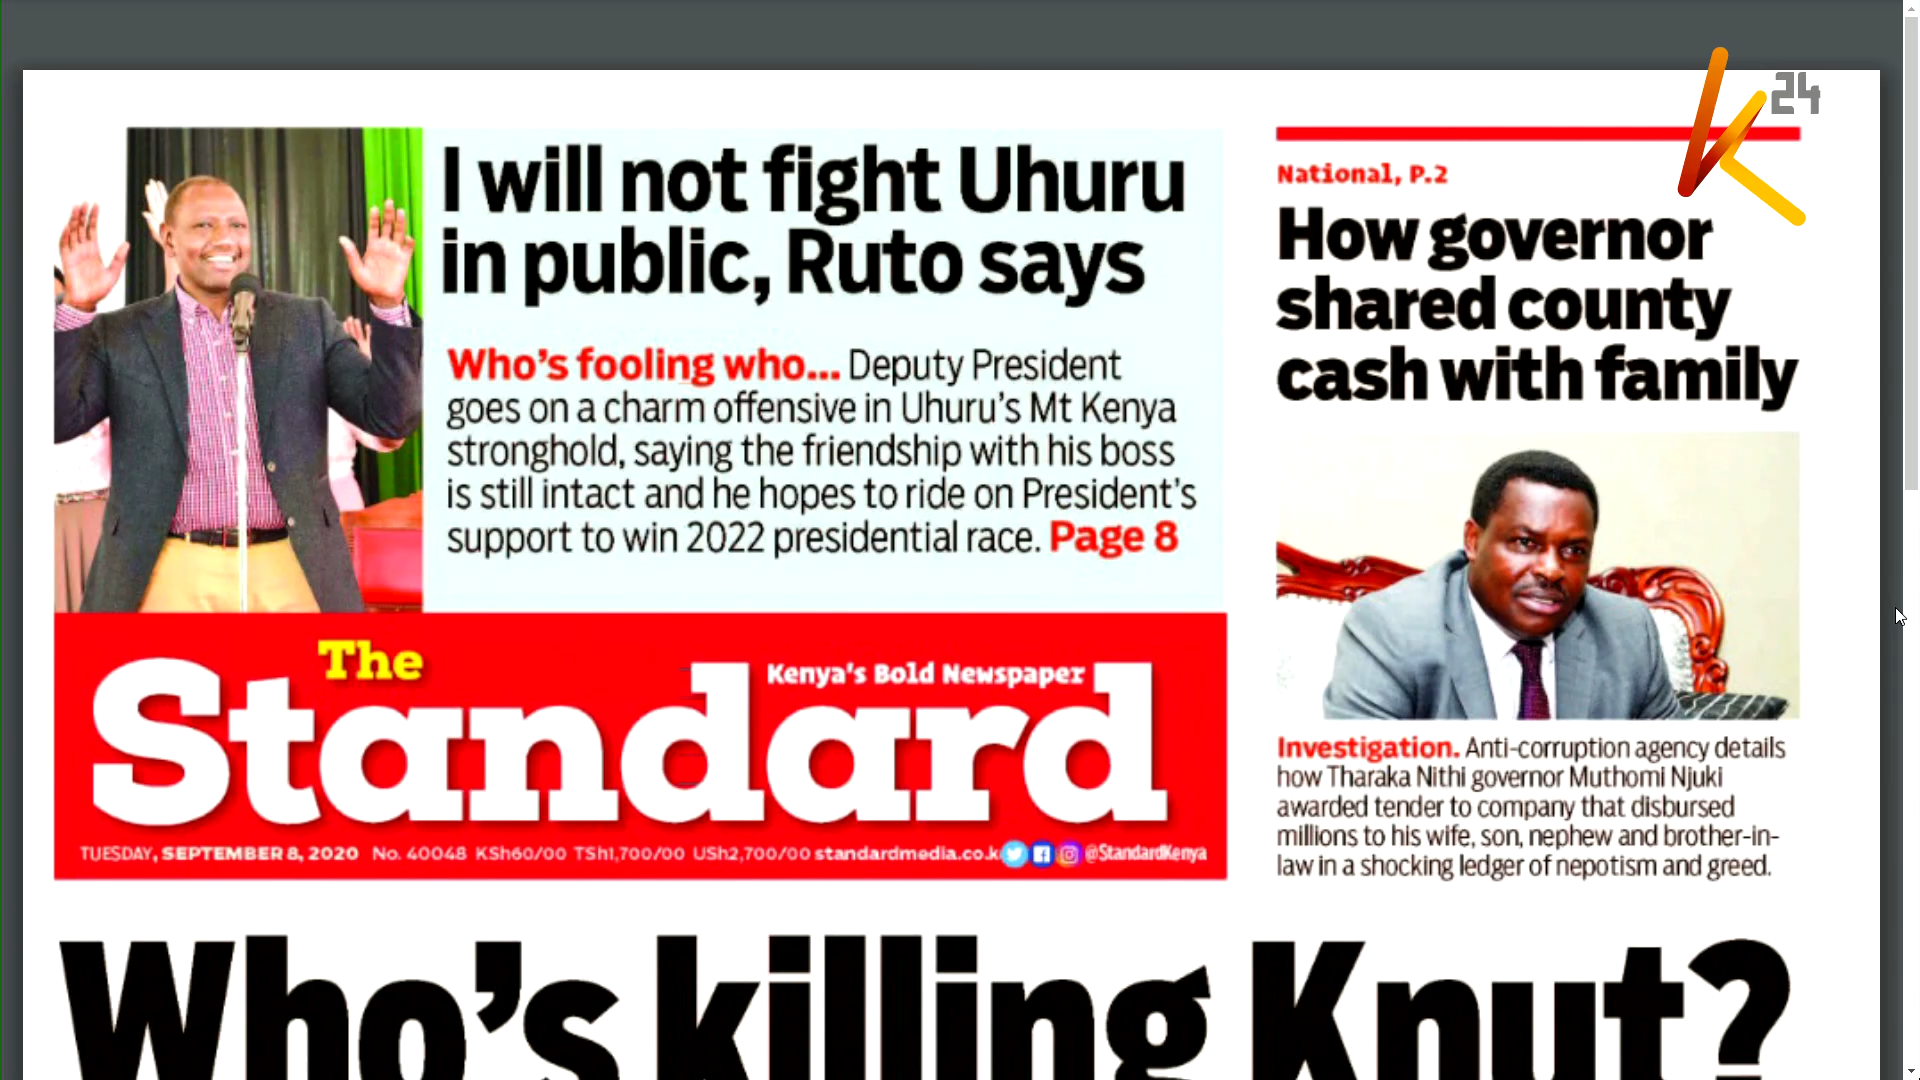 K24
I will not fight Uhuru
in public, Ruto says
Who's fooling who... Deputy President
goes on a charm offensive in Uhuru's Mt Kenya
stronghold, saying the friendship with his boss
is still intact and he hopes to ride on President's
support to win 2022 presidential race. Page 8
National, P.2
How governor
shared county
cash with family
Investigation. Anti-corruption agency details
how Tharaka Nithi governor Muthomi Njuki
awarded tender to company that disbursed
millions to his wife, son, nephew and brother-in-
law in a shocking ledger of nepotism and greed.
The
Standard
Kenya's Bold Newspaper
TUESDAY, SEPTEMBER 8, 2020 No. 40048 KSh60/00 TSh1,700/00 USh2,700/00 standardmedia.co.k @StandardKenya
Who's killing Knut?